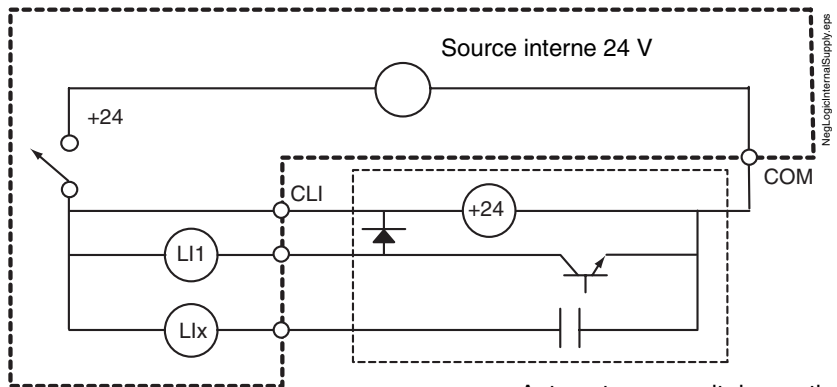 Source interne 24 V
NegLogicInternalSupply.eps
+24
COM
CLI
+24
LI1
LIx